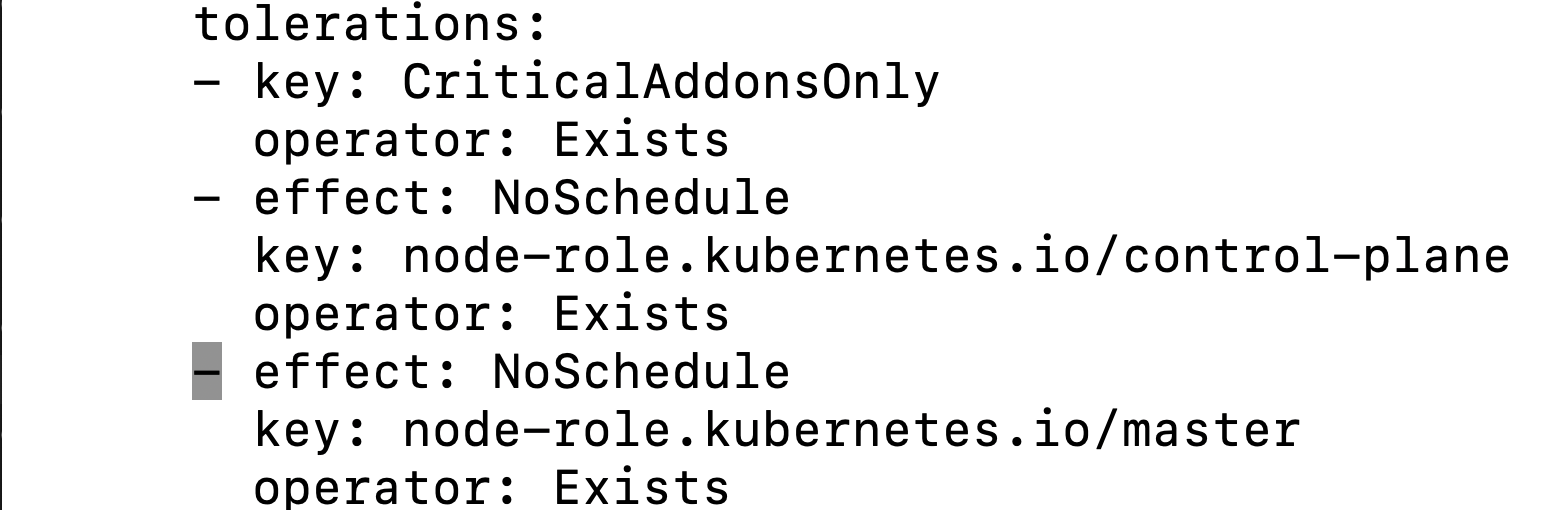 tolerations:
- key: CriticalAddonsOnly
  operator: Exists
- effect: NoSchedule
  key: node-role.kubernetes.io/control-plane
  operator: Exists
- effect: NoSchedule
  key: node-role.kubernetes.io/master
  operator: Exists